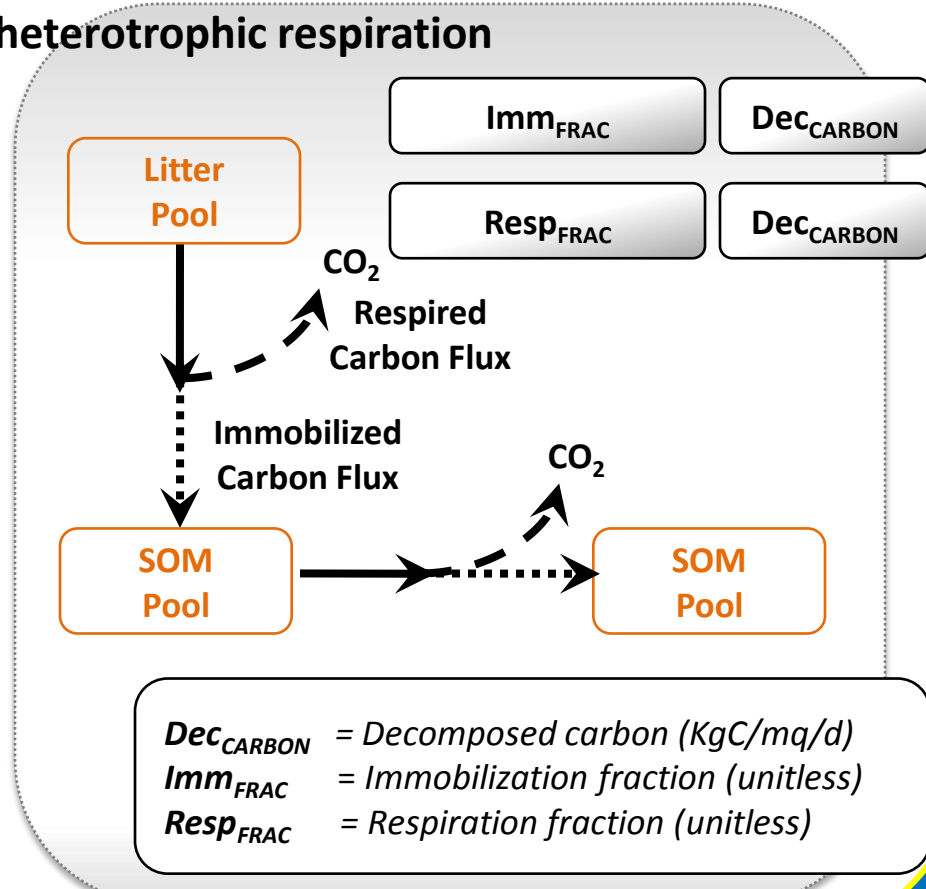 heterotrophic respiration
Imm_FRAC Dec_CARBON
Litter
Pool
Resp_FRAC Dec_CARBON
CO₂
Respired
Carbon Flux
Immobilized
Carbon Flux
CO₂
SOM
Pool
SOM
Pool
Dec_CARBON = Decomposed carbon (KgC/mq/d)
Imm_FRAC = Immobilization fraction (unitless)
Resp_FRAC = Respiration fraction (unitless)